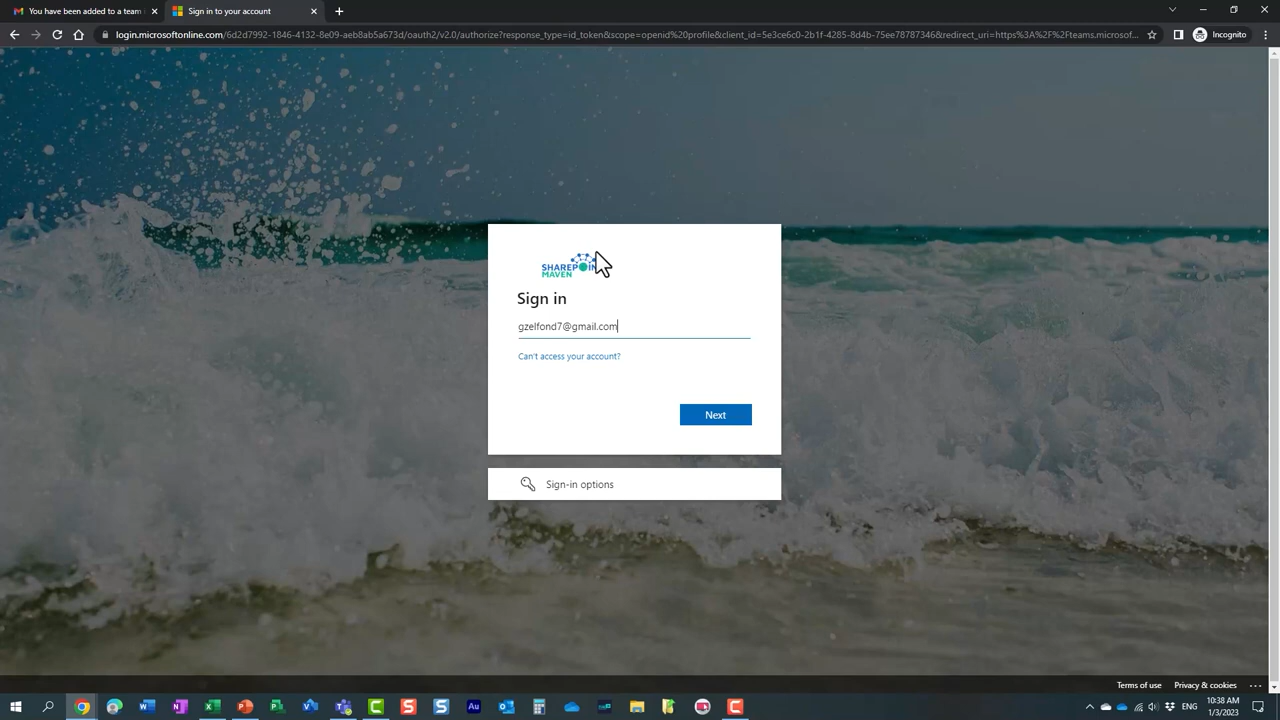 You have been added to a team
Sign in to your account
login.microsoftonline.com/6d2d7992-1846-4132-8e09-aeb8ab5a673d/oauth2/v2.0/authorize?response_type=id_token&scope=openid%20profile&client_id=5e3ce6c0-2b1f-4285-8d4b-75ee78787346&redirect_uri=https%3A%2F%2Fteams.microsof...
Incognito
SHAREPOIN
MAVEN
Sign in
gzelfond7@gmail.com
Can't access your account?
Next
Sign-in options
Terms of use
Privacy & cookies
...
ENG
10:38 AM
1/3/2023